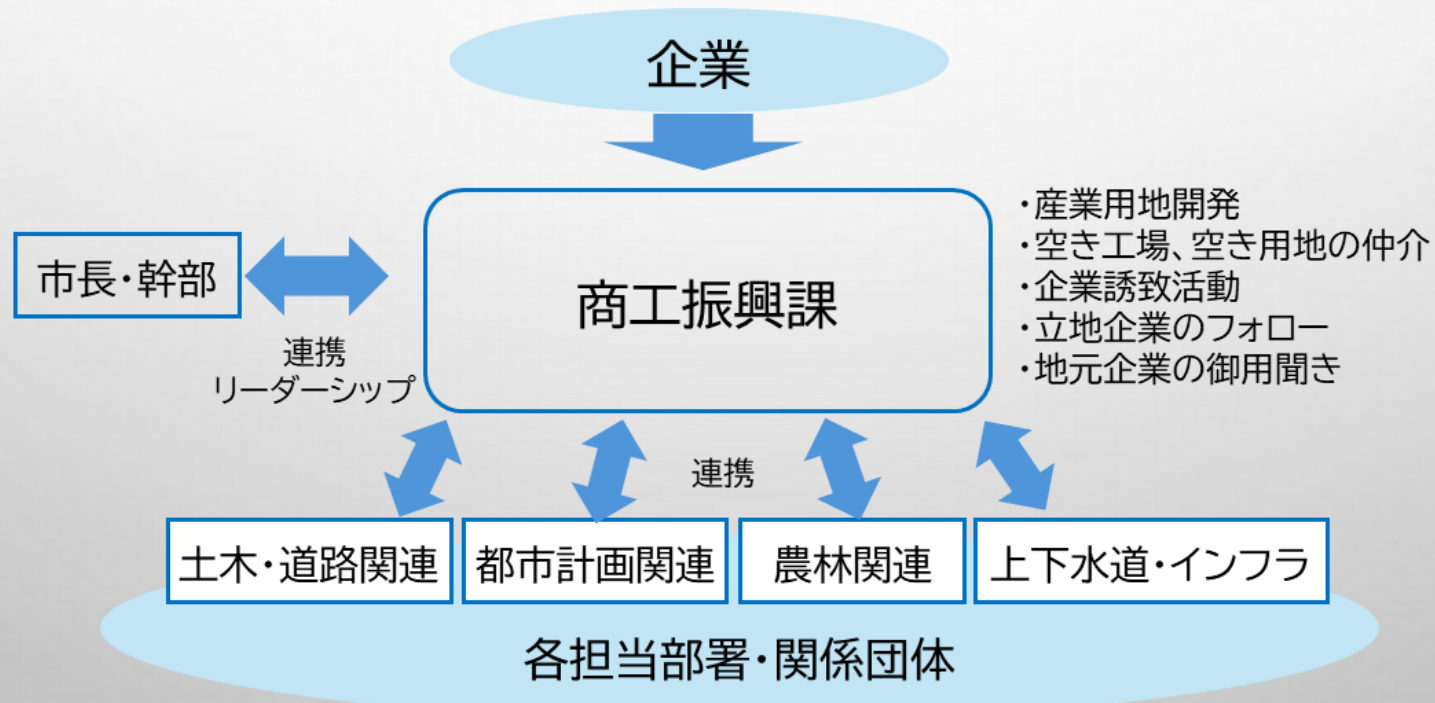 企業
商工振興課
・産業用地開発
・空き工場、空き用地の仲介
・企業誘致活動
・立地企業のフォロー
・地元企業の御用聞き
市長・幹部
連携
リーダーシップ
連携
土木・道路関連
都市計画関連
農林関連
上下水道・インフラ
各担当部署・関係団体